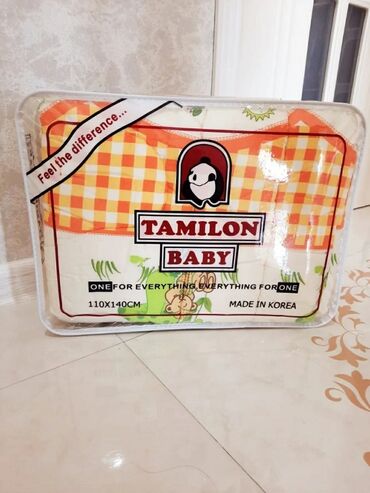 Feel the difference...
TAMILON
BABY
ONE FOR EVERYTHING EVERYTHING FOR ONE
110X140CM MADE IN KOREA